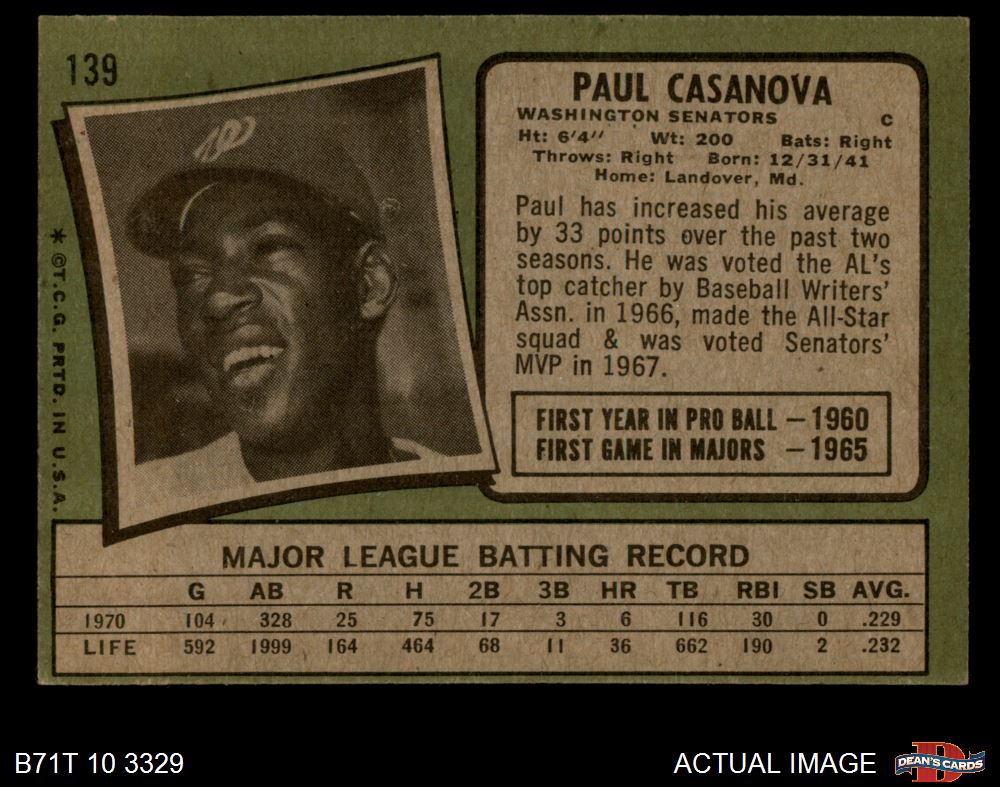 139
PAUL CASANOVA
WASHINGTON SENATORS C
Ht: 6'4" Wt: 200 Bats: Right
Throws: Right Born: 12/31/41
Home: Landover, Md.
Paul has increased his average
by 33 points over the past two
seasons. He was voted the AL's
top catcher by Baseball Writers'
Assn. in 1966, made the All-Star
squad & was voted Senators'
MVP in 1967.
FIRST YEAR IN PRO BALL — 1960
FIRST GAME IN MAJORS — 1965
* ©T.C.G. PRTD. IN U.S.A.
MAJOR LEAGUE BATTING RECORD
G AB R H 2B 3B HR TB RBI SB AVG.
1970 104 328 25 75 17 3 6 116 30 0 .229
LIFE 592 1999 164 464 68 11 36 662 190 2 .232
B71T 10 3329
ACTUAL IMAGE
D
DEAN'S CARDS